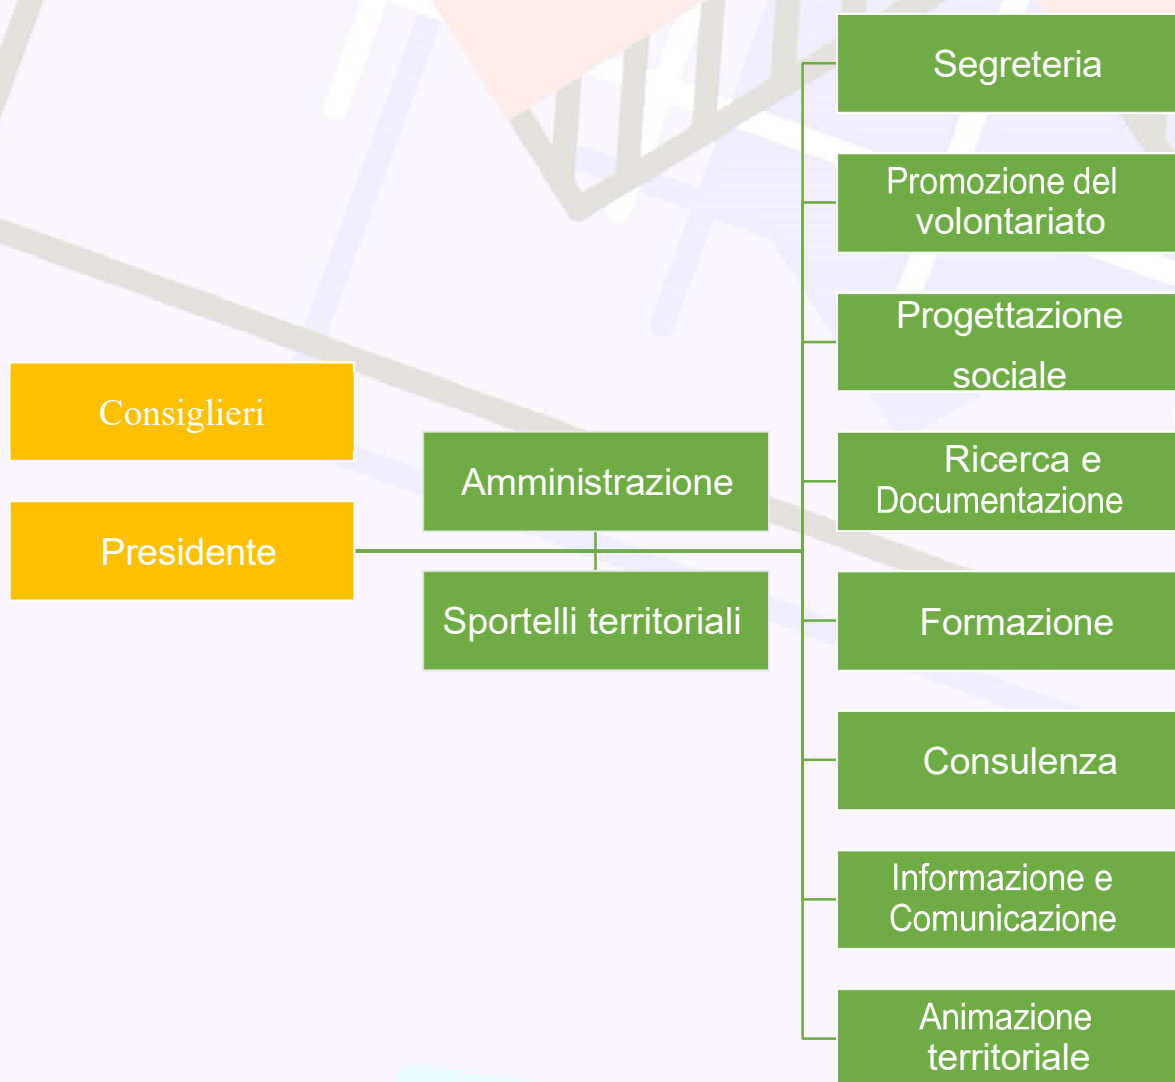 Consiglieri
Presidente
Amministrazione
Sportelli territoriali
Segreteria
Promozione del
volontariato
Progettazione
sociale
Ricerca e
Documentazione
Formazione
Consulenza
Informazione e
Comunicazione
Animazione
territoriale